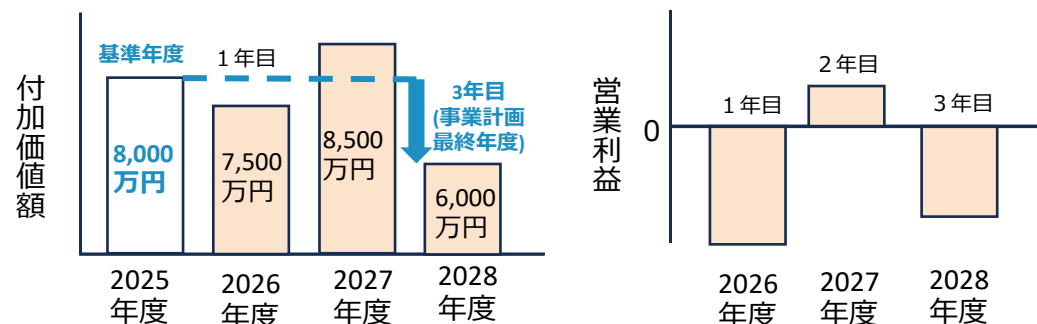 付加価値額
基準年度
１年目
3年目
(事業計画
最終年度)
8,000
万円
7,500
万円
8,500
万円
6,000
万円
2025
年度
2026
年度
2027
年度
2028
年度
営業利益
0
１年目
２年目
３年目
2026
年度
2027
年度
2028
年度